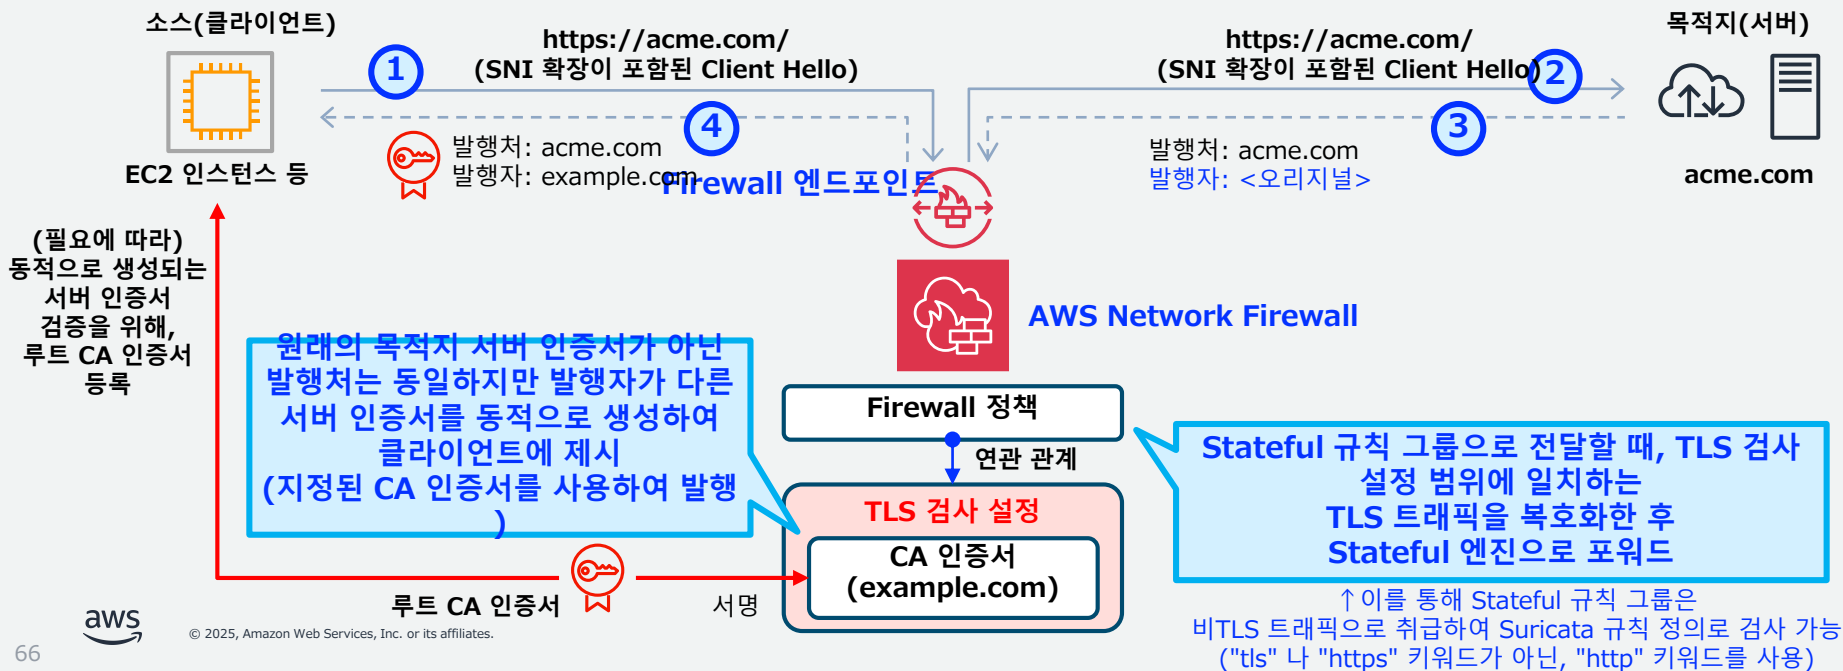 소스(클라이언트)
https://acme.com/
(SNI 확장이 포함된 Client Hello)
1
https://acme.com/
(SNI 확장이 포함된 Client Hello)
2
목적지(서버)
4
3
발행처: acme.com
발행자: example.com
발행처: acme.com
발행자: <오리지널>
EC2 인스턴스 등
Firewall 엔드포인트
acme.com
(필요에 따라)
동적으로 생성되는
서버 인증서
검증을 위해,
루트 CA 인증서
등록
AWS Network Firewall
원래의 목적지 서버 인증서가 아닌
발행처는 동일하지만 발행자가 다른
서버 인증서를 동적으로 생성하여
클라이언트에 제시
(지정된 CA 인증서를 사용하여 발행
)
Firewall 정책
연관 관계
TLS 검사 설정
CA 인증서
(example.com)
Stateful 규칙 그룹으로 전달할 때, TLS 검사
설정 범위에 일치하는
TLS 트래픽을 복호화한 후
Stateful 엔진으로 포워드
루트 CA 인증서
서명
↑이를 통해 Stateful 규칙 그룹은
비TLS 트래픽으로 취급하여 Suricata 규칙 정의로 검사 가능
("tls" 나 "https" 키워드가 아닌, "http" 키워드를 사용)
aws
© 2025, Amazon Web Services, Inc. or its affiliates.
66